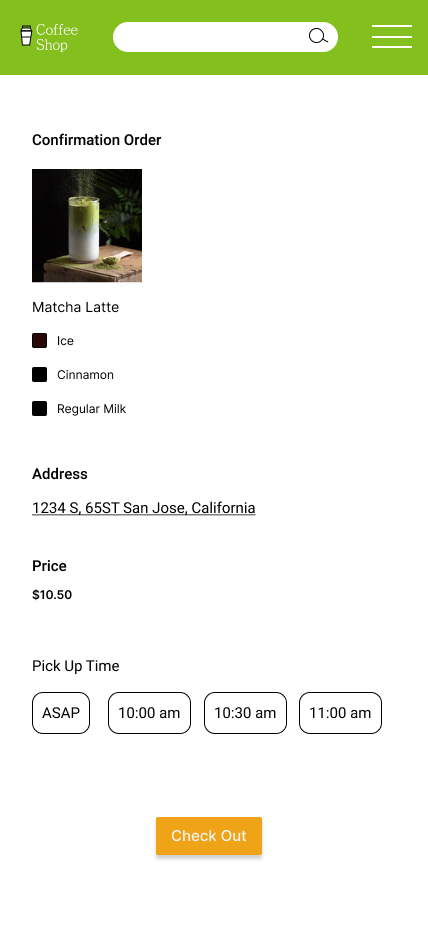 Coffee
Shop
Confirmation Order
Matcha Latte
Ice
Cinnamon
Regular Milk
Address
1234 S, 65ST San Jose, California
Price
$10.50
Pick Up Time
ASAP 10:00 am 10:30 am 11:00 am
Check Out